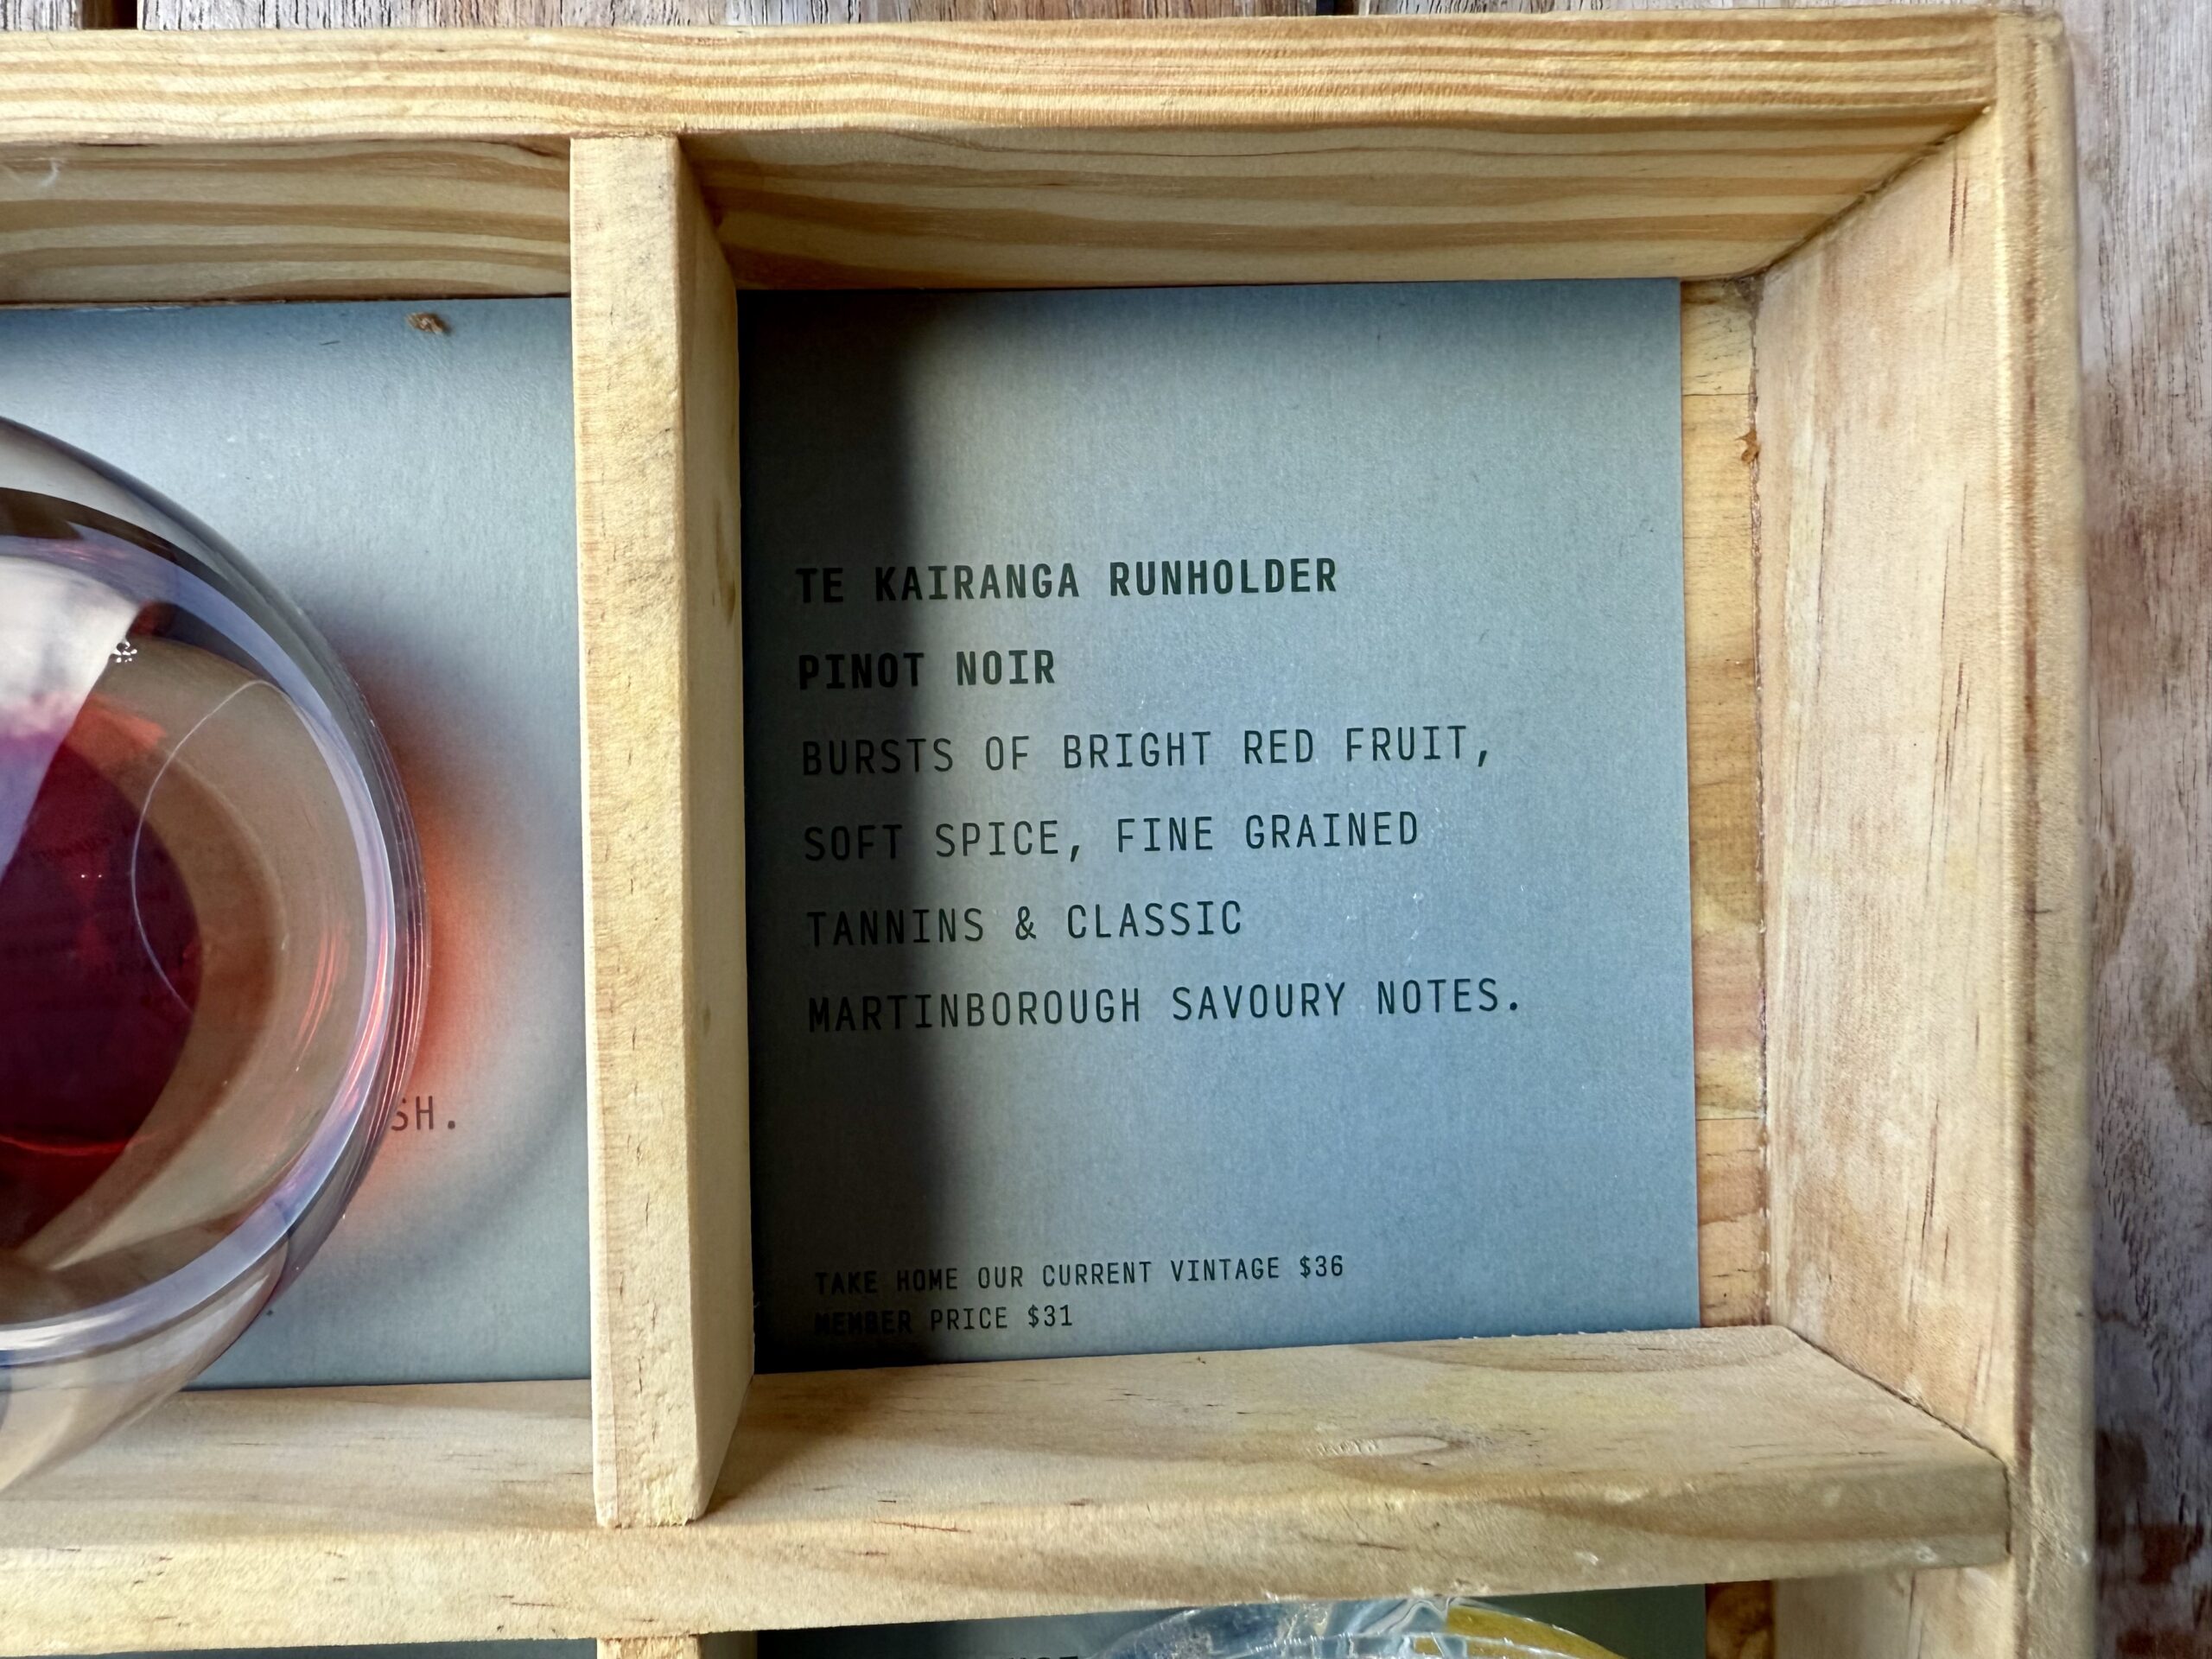 TE KAIRANGA RUNHOLDER
PINOT NOIR
BURSTS OF BRIGHT RED FRUIT,
SOFT SPICE, FINE GRAINED
TANNINS & CLASSIC
MARTINBOROUGH SAVOURY NOTES.
TAKE HOME OUR CURRENT VINTAGE $36
MEMBER PRICE $31